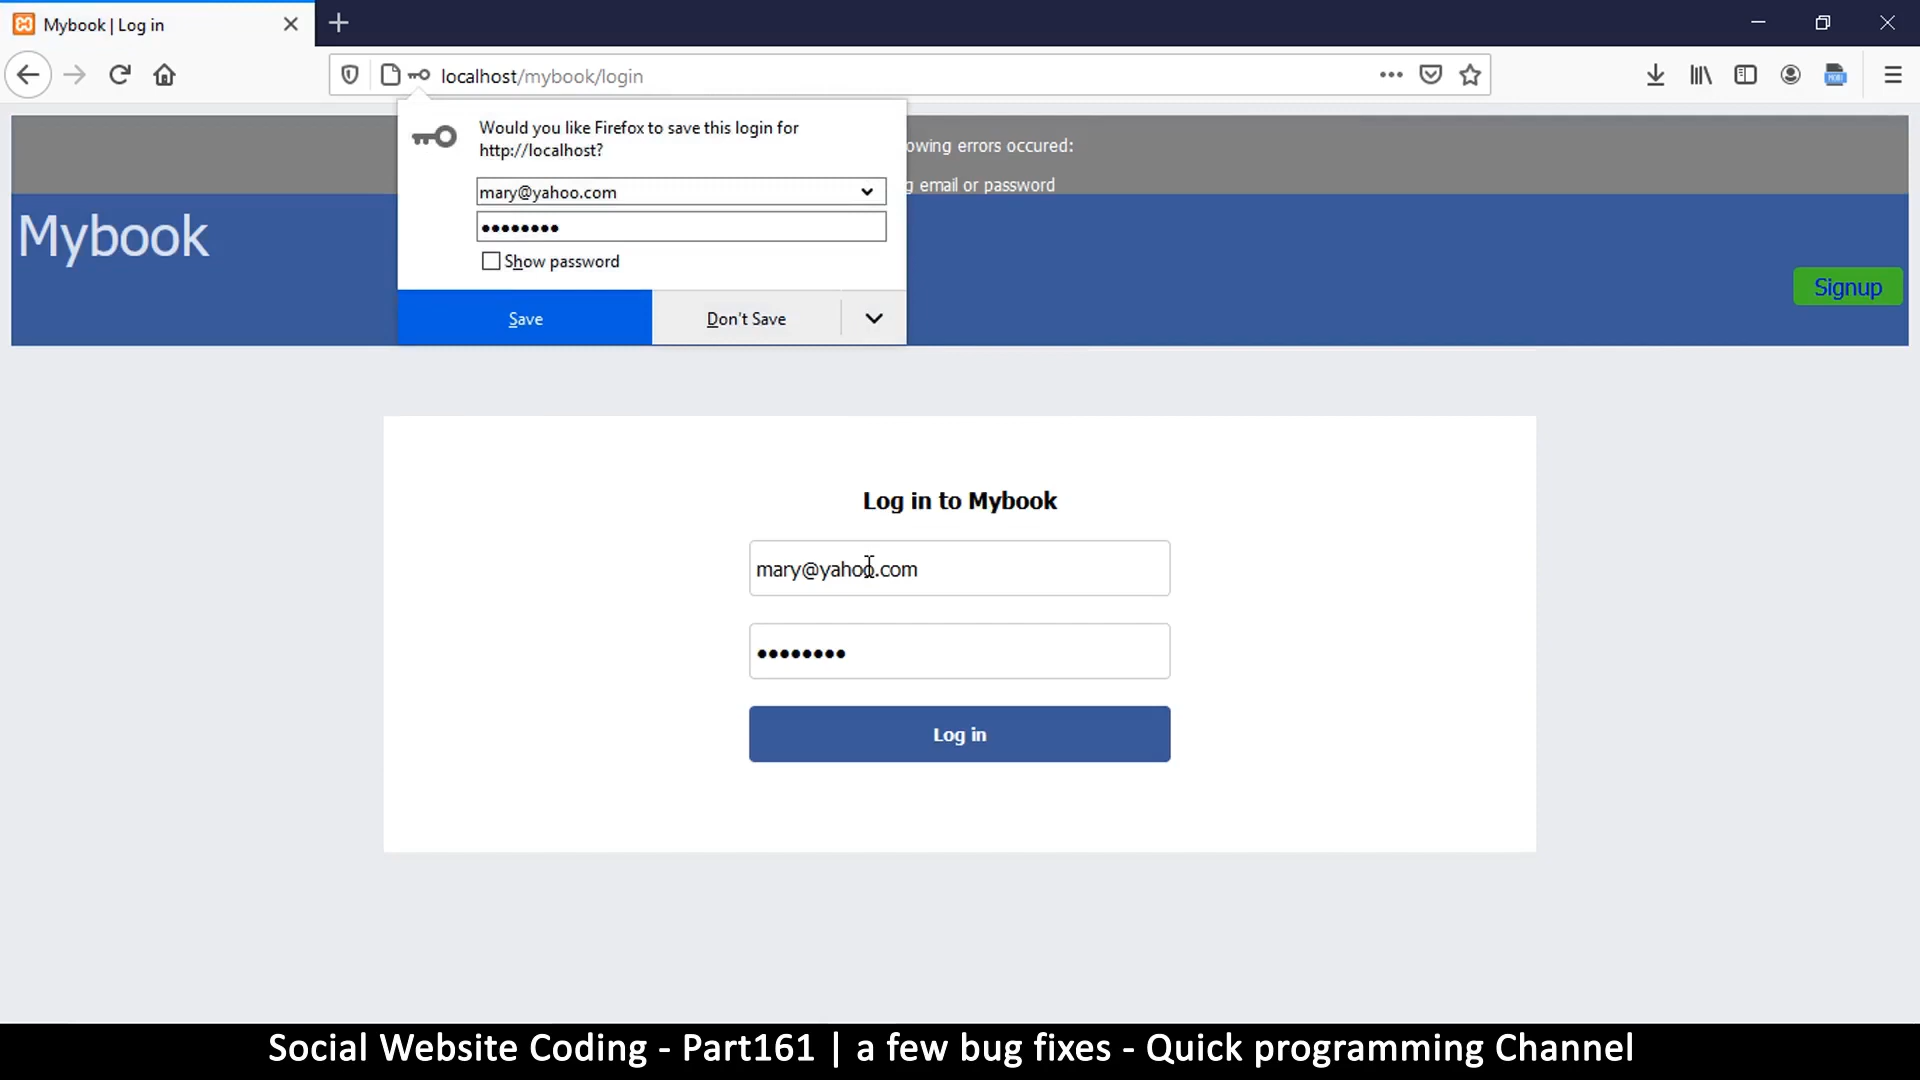 Mybook | Log in
localhost/mybook/login
Would you like Firefox to save this login for
http://localhost?
owing errors occured:
mary@yahoo.com
email or password
Show password
Save
Don't Save
Mybook
Signup
Log in to Mybook
mary@yahoo.com
Log in
Social Website Coding - Part161 | a few bug fixes - Quick programming Channel